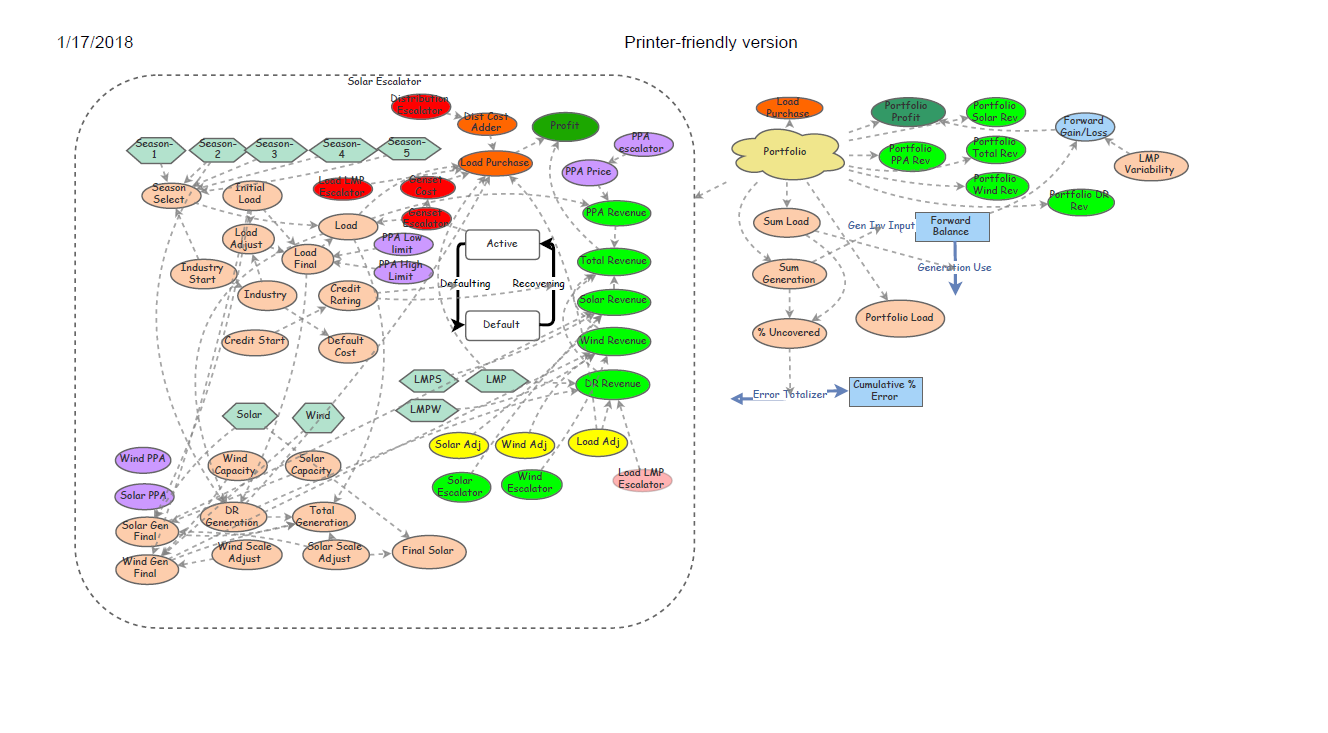 1/17/2018
Printer-friendly version
Solar Escalator
Distribution
Escalator
Dist Cost
Adder
Profit
PPA
escalator
Season-
1
Season-
2
Season-
3
Season-
4
Season-
5
Load Purchase
PPA Price
Season
Select
Initial
Load
Load LMP
Escalator
Genset
Cost
Genset
Escalator
PPA Revenue
Load
Load
Adjust
PPA Low
limit
Active
Load
Final
PPA High
Limit
Total Revenue
Industry
Start
Industry
Credit
Rating
Defaulting
Recovering
Solar Revenue
Default
Credit Start
Default
Cost
Wind Revenue
LMPS
LMP
DR Revenue
LMPW
Solar
Wind
Solar Adj
Wind Adj
Load Adj
Wind PPA
Wind
Capacity
Solar
Capacity
Solar
Escalator
Wind
Escalator
Load LMP
Escalator
Solar PPA
DR
Generation
Total
Generation
Solar Gen
Final
Wind Scale
Adjust
Solar Scale
Adjust
Final Solar
Wind Gen
Final
Load
Purchase
Portfolio
Profit
Portfolio
Solar Rev
Forward
Gain/Loss
Portfolio
Portfolio
PPA Rev
Portfolio
Total Rev
LMP
Variability
Portfolio
Wind Rev
Portfolio DR
Rev
Sum Load
Gen Inv Input
Forward
Balance
Sum
Generation
Generation Use
Portfolio Load
% Uncovered
Error Totalizer
Cumulative %
Error